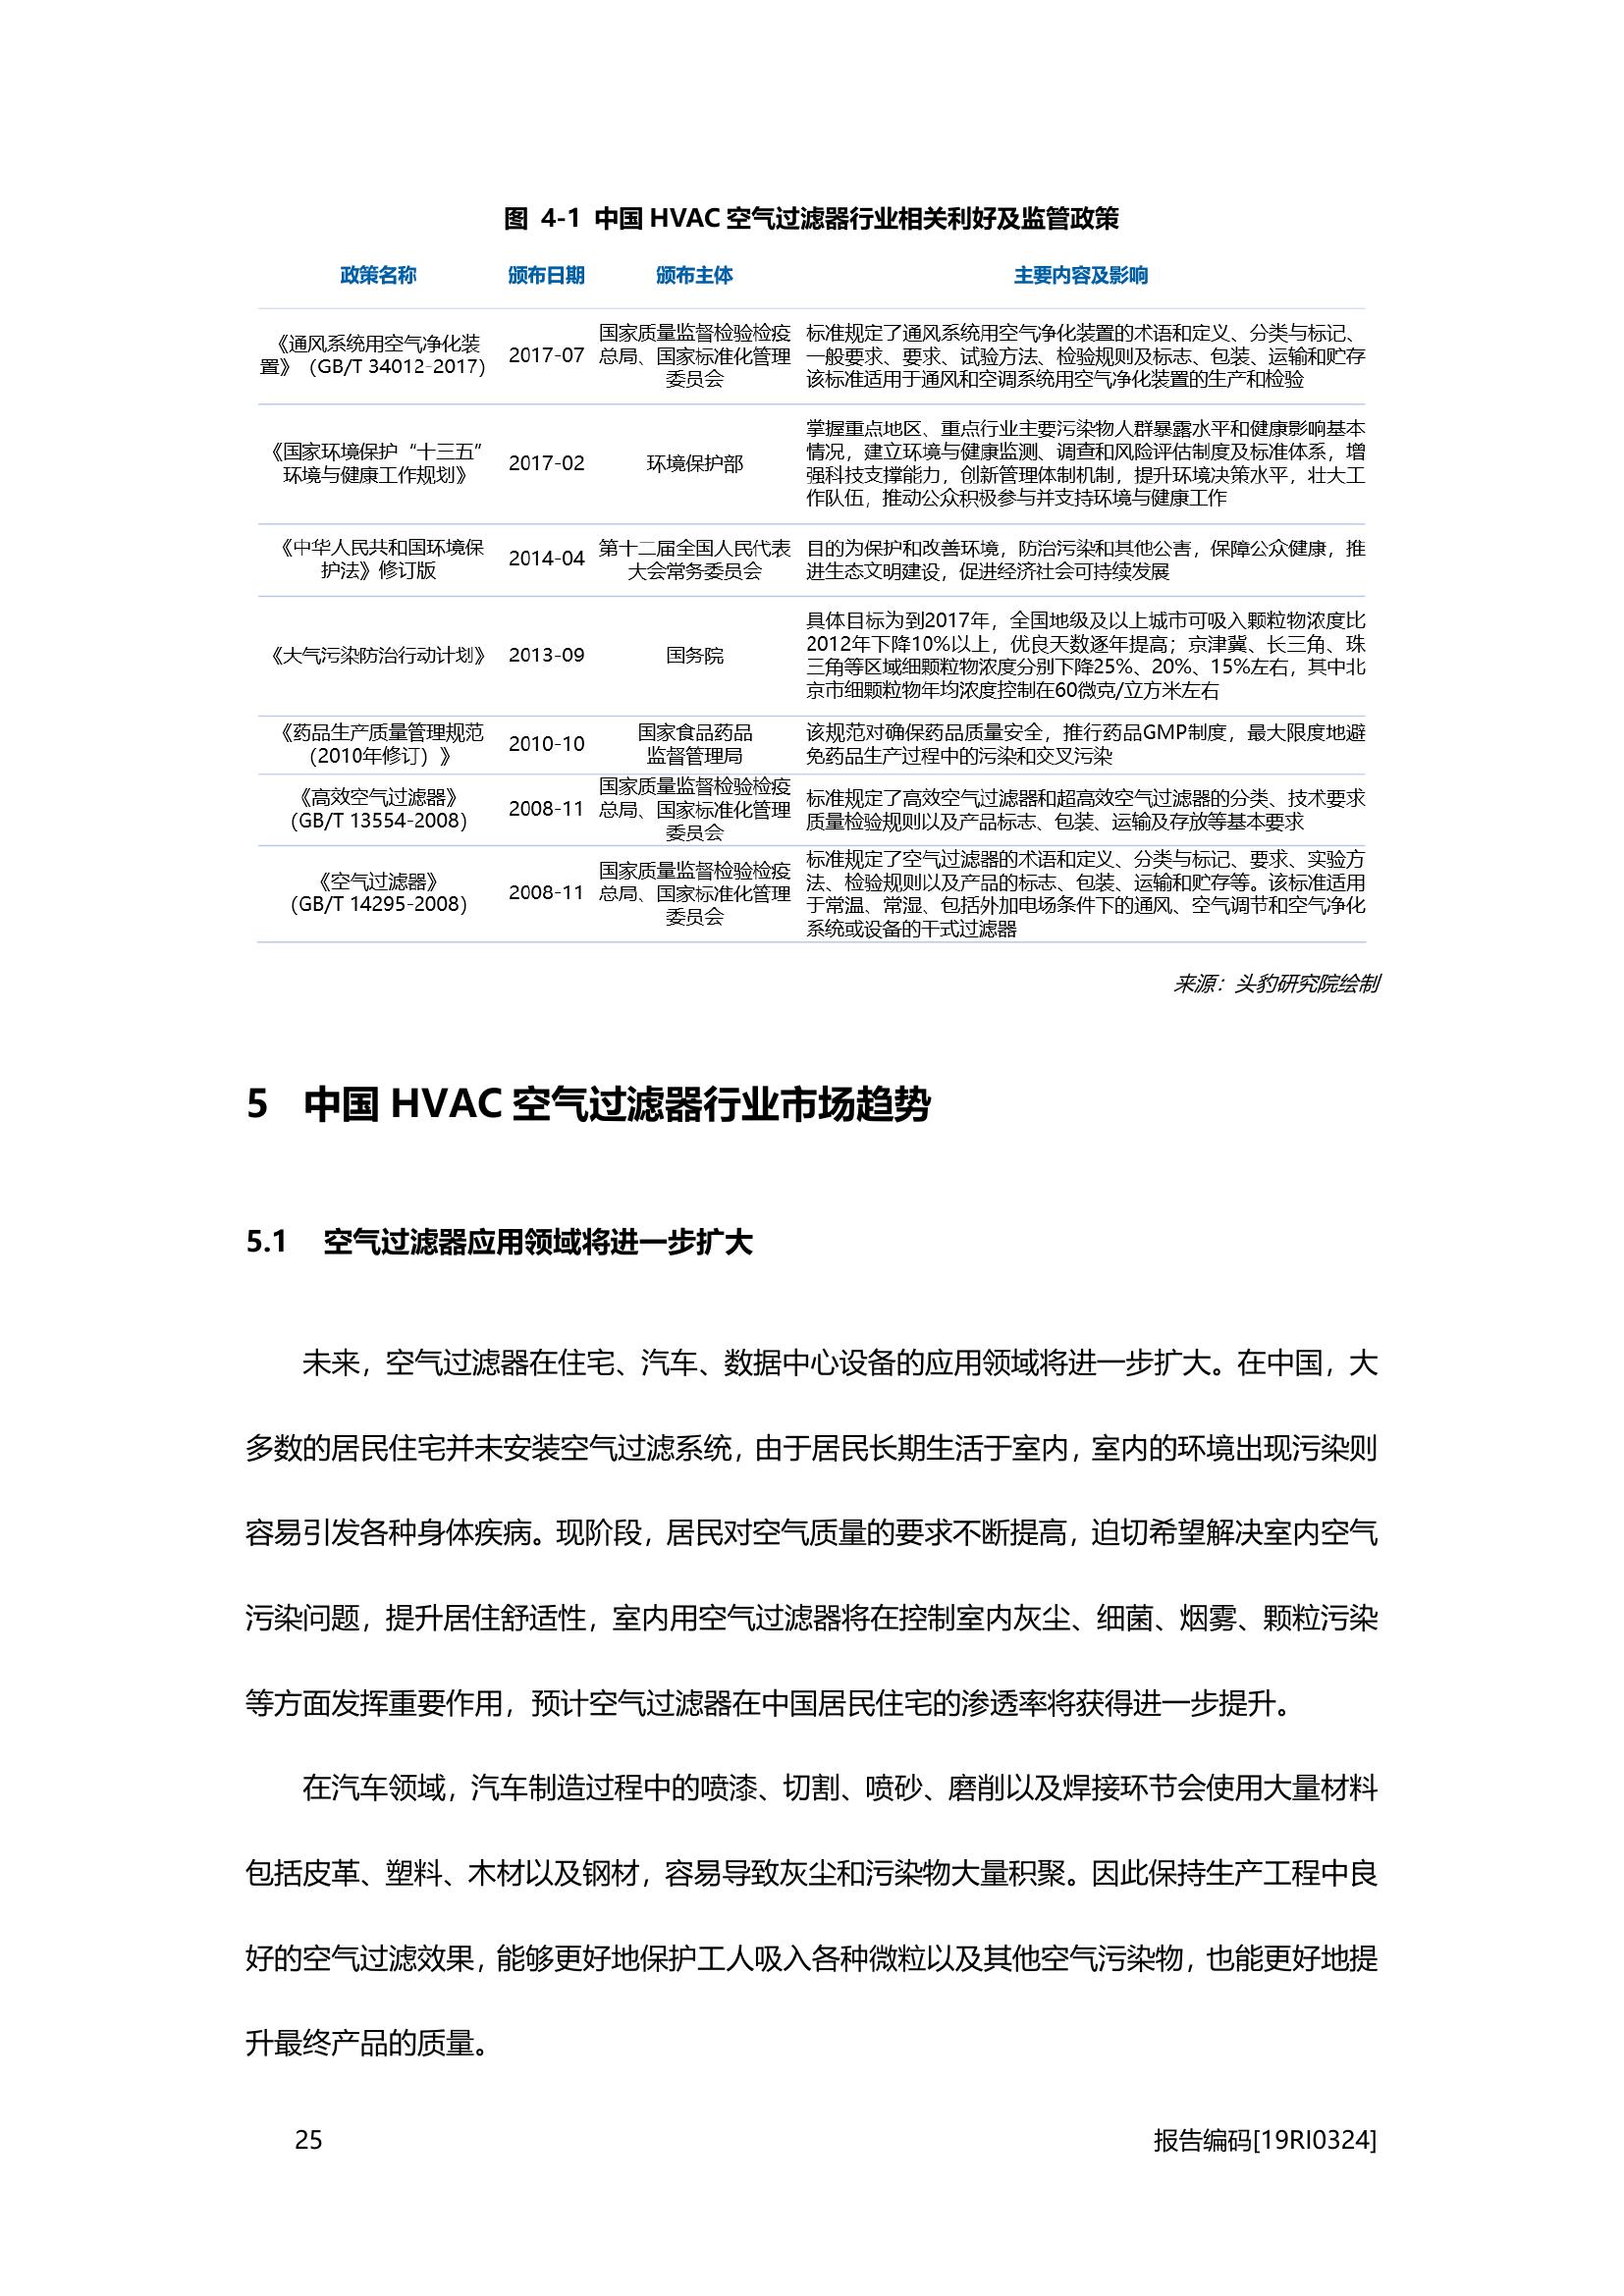 图 4-1 中国 HVAC 空气过滤器行业相关利好及监管政策
政策名称 颁布日期 颁布主体 主要内容及影响
《通风系统用空气净化装
置》（GB/T 34012-2017）
2017-07
国家质量监督检验检疫
总局、国家标准化管理
委员会
标准规定了通风系统用空气净化装置的术语和定义、分类与标记、
一般要求、要求、试验方法、检验规则及标志、包装、运输和贮存
该标准适用于通风和空调系统用空气净化装置的生产和检验
《国家环境保护“十三五”
环境与健康工作规划》
2017-02
环境保护部
掌握重点地区、重点行业主要污染物人群暴露水平和健康影响基本
情况，建立环境与健康监测、调查和风险评估制度及标准体系，增
强科技支撑能力，创新管理体制机制，提升环境决策水平，壮大工
作队伍，推动公众积极参与并支持环境与健康工作
《中华人民共和国环境保
护法》修订版
2014-04
第十二届全国人民代表
大会常务委员会
目的为保护和改善环境，防治污染和其他公害，保障公众健康，推
进生态文明建设，促进经济社会可持续发展
《大气污染防治行动计划》
2013-09
国务院
具体目标为到2017年，全国地级及以上城市可吸入颗粒物浓度比
2012年下降10%以上，优良天数逐年提高；京津冀、长三角、珠
三角等区域细颗粒物浓度分别下降25%、20%、15%左右，其中北
京市细颗粒物年均浓度控制在60微克/立方米左右
《药品生产质量管理规范
（2010年修订）》
2010-10
国家食品药品
监督管理局
该规范对确保药品质量安全，推行药品GMP制度，最大限度地避
免药品生产过程中的污染和交叉污染
《高效空气过滤器》
（GB/T 13554-2008）
2008-11
国家质量监督检验检疫
总局、国家标准化管理
委员会
标准规定了高效空气过滤器和超高效空气过滤器的分类、技术要求
质量检验规则以及产品标志、包装、运输及存放等基本要求
《空气过滤器》
（GB/T 14295-2008）
2008-11
国家质量监督检验检疫
总局、国家标准化管理
委员会
标准规定了空气过滤器的术语和定义、分类与标记、要求、实验方
法、检验规则以及产品的标志、包装、运输和贮存等。该标准适用
于常温、常湿、包括外加电场条件下的通风、空气调节和空气净化
系统或设备的干式过滤器
来源：头豹研究院绘制
5 中国 HVAC 空气过滤器行业市场趋势
5.1 空气过滤器应用领域将进一步扩大
未来，空气过滤器在住宅、汽车、数据中心设备的应用领域将进一步扩大。在中国，大
多数的居民住宅并未安装空气过滤系统，由于居民长期生活于室内，室内的环境出现污染则
容易引发各种身体疾病。现阶段，居民对空气质量的要求不断提高，迫切希望解决室内空气
污染问题，提升居住舒适性，室内用空气过滤器将在控制室内灰尘、细菌、烟雾、颗粒污染
等方面发挥重要作用，预计空气过滤器在中国居民住宅的渗透率将获得进一步提升。
在汽车领域，汽车制造过程中的喷漆、切割、喷砂、磨削以及焊接环节会使用大量材料
包括皮革、塑料、木材以及钢材，容易导致灰尘和污染物大量积聚。因此保持生产工程中良
好的空气过滤效果，能够更好地保护工人吸入各种微粒以及其他空气污染物，也能更好地提
升最终产品的质量。
25 报告编码[19RI0324]